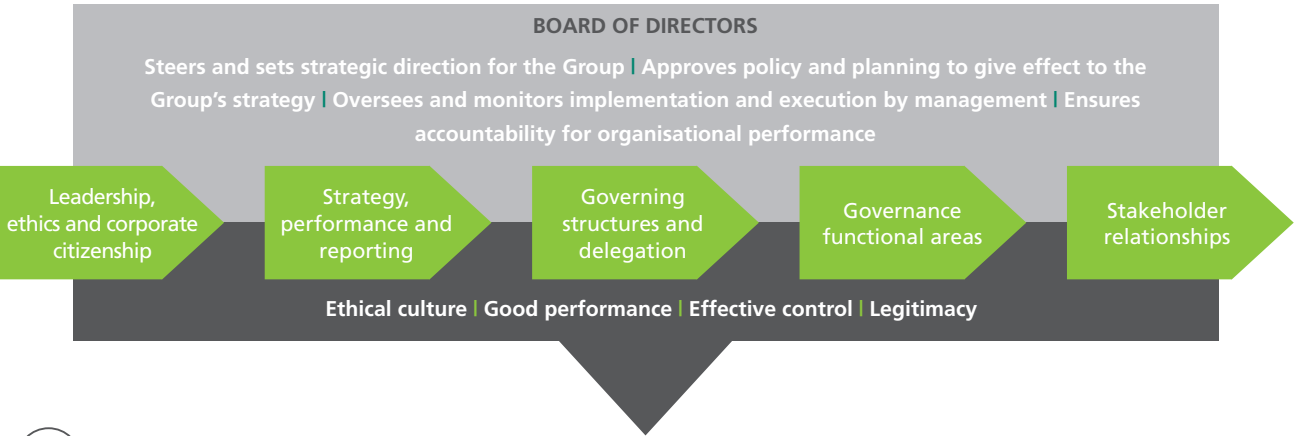 BOARD OF DIRECTORS
Steers and sets strategic direction for the Group | Approves policy and planning to give effect to the
Group’s strategy | Oversees and monitors implementation and execution by management | Ensures
accountability for organisational performance
Leadership,
ethics and corporate
citizenship
Strategy,
performance and
reporting
Governing
structures and
delegation
Governance
functional areas
Stakeholder
relationships
Ethical culture | Good performance | Effective control | Legitimacy